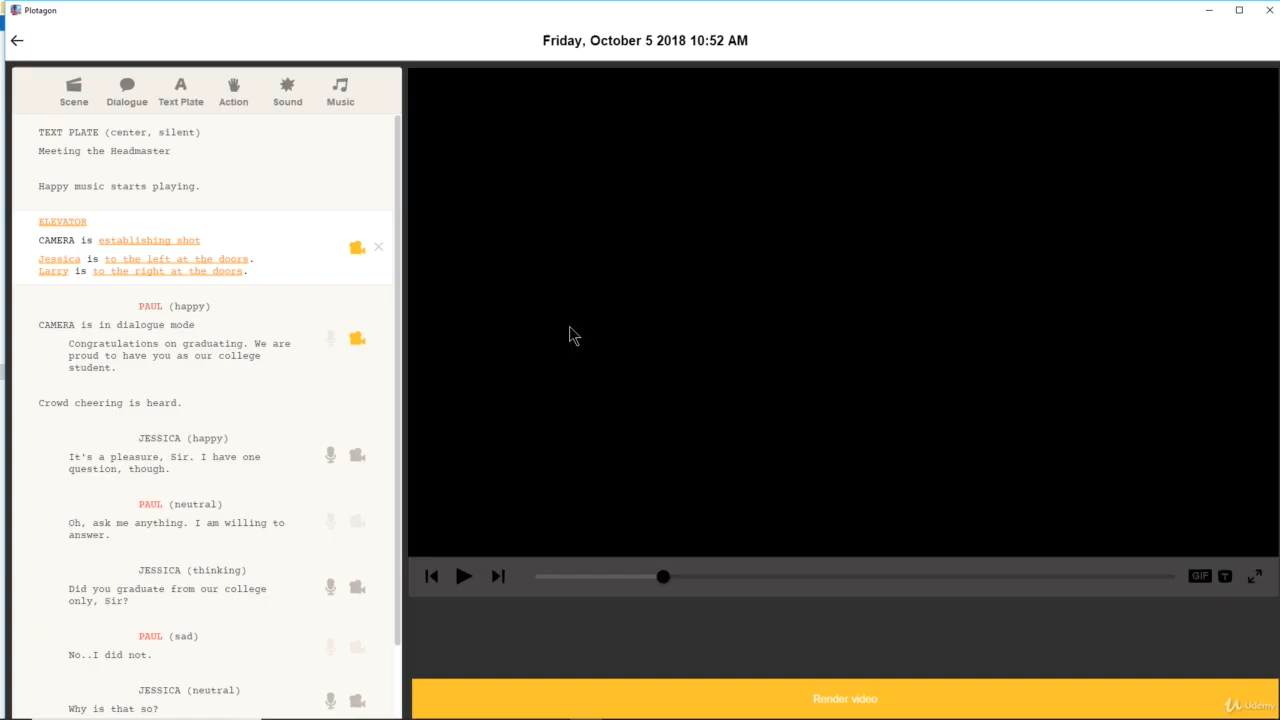 Plotagon
Friday, October 5 2018 10:52 AM
Scene Dialogue Text Plate Action Sound Music
TEXT PLATE (center, silent)
Meeting the Headmaster
Happy music starts playing.
ELEVATOR
CAMERA is establishing shot
Jessica is to the left at the doors.
Larry is to the right at the doors.
PAUL (happy)
CAMERA is in dialogue mode
Congratulations on graduating. We are
proud to have you as our college
student.
Crowd cheering is heard.
JESSICA (happy)
It's a pleasure, Sir. I have one
question, though.
PAUL (neutral)
Oh, ask me anything. I am willing to
answer.
JESSICA (thinking)
Did you graduate from our college
only, Sir?
PAUL (sad)
No..I did not.
JESSICA (neutral)
Why is that so?
GIF T
Render video
Udemy